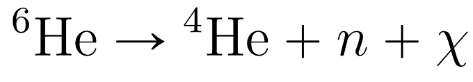 ⁶He → ⁴He + n + χ